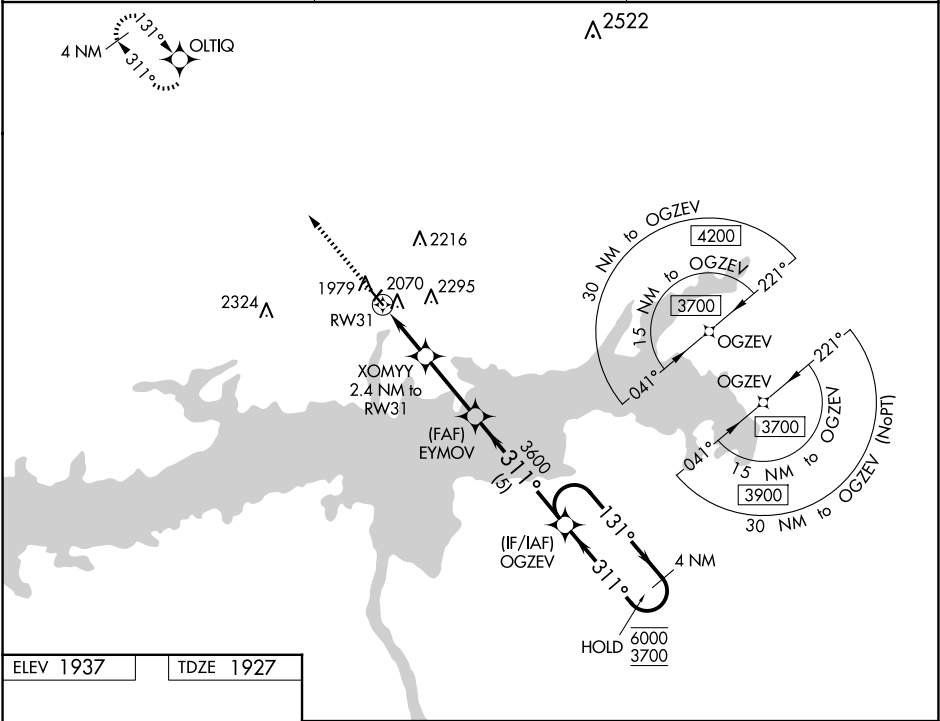 2522
131°
OLTIQ
4 NM
311°
30 NM to OGZEV
4200
15 NM to OGZEV
3700
221°
041°
OGZEV
2216
1979
2070
2295
2324
RW31
XOMYY
2.4 NM to
RW31
OGZEV
221°
041°
3700
15 NM to OGZEV
3900
30 NM to OGZEV (NoPT)
(FAF)
EYMOV
3600
311°
(5)
131°
(IF/IAF)
OGZEV
311°
4 NM
HOLD
6000
3700
ELEV 1937
TDZE 1927